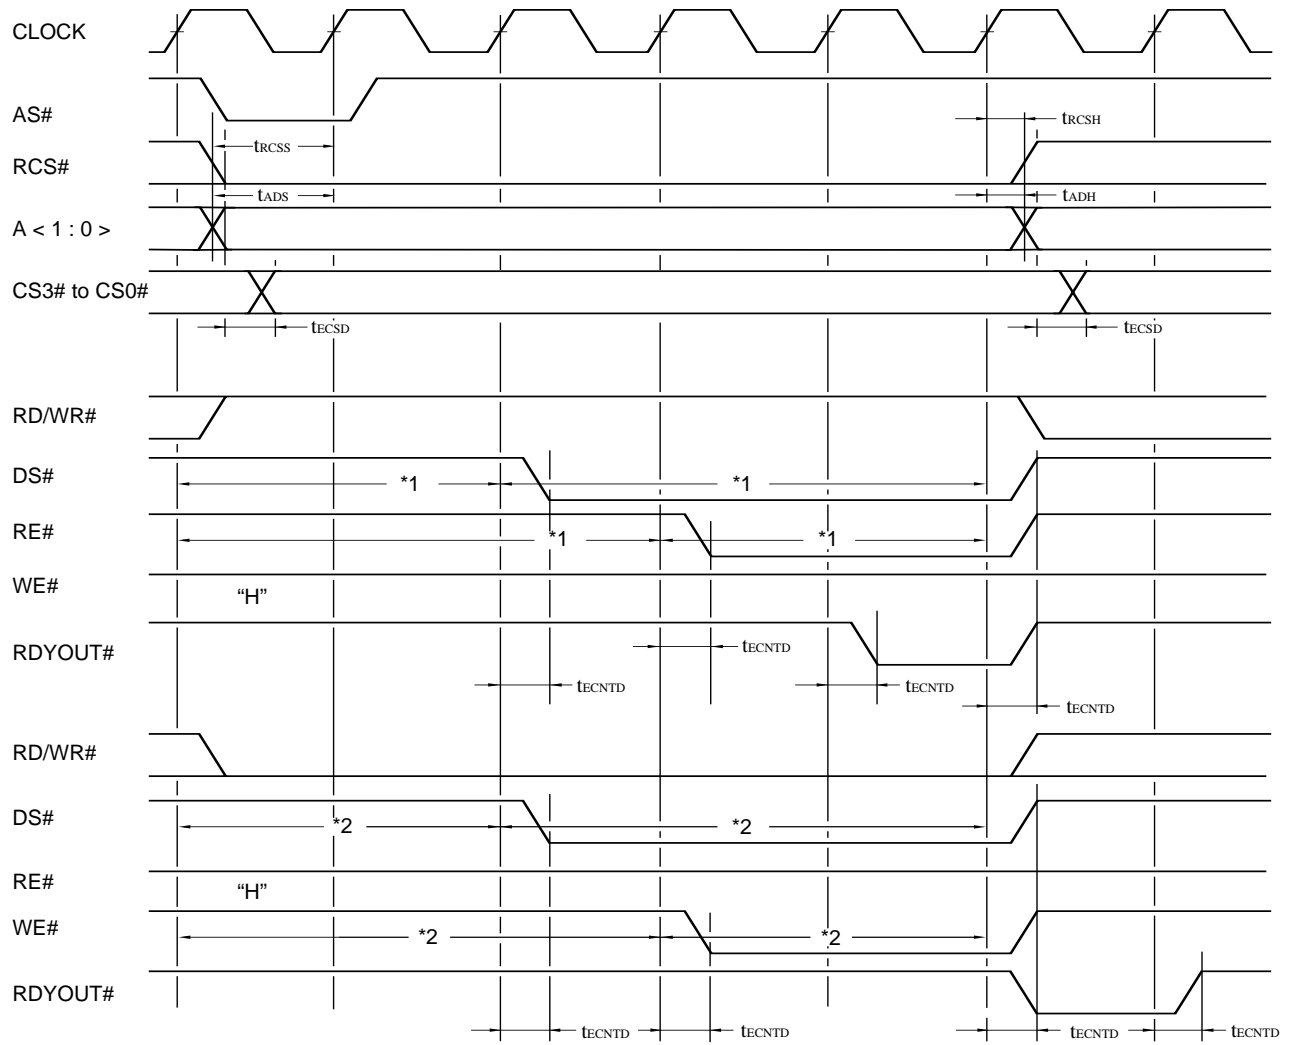 CLOCK
AS#
tRCSS
tRCSH
RCS#
tADS
tADH
A < 1 : 0 >
CS3# to CS0#
tECSD
tECSD
RD/WR#
DS#
*1
*1
RE#
*1
*1
WE#
“H”
RDYOUT#
tECNTD
tECNTD
tECNTD
tECNTD
RD/WR#
DS#
*2
*2
RE#
“H”
WE#
*2
*2
RDYOUT#
tECNTD
tECNTD
tECNTD
tECNTD